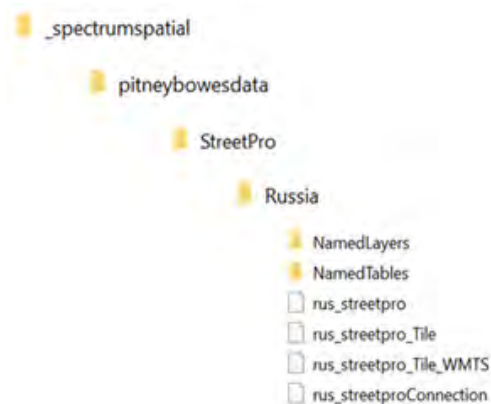 _spectrumspatial
pitneybowesdata
StreetPro
Russia
NamedLayers
NamedTables
rus_streetpro
rus_streetpro_Tile
rus_streetpro_Tile_WMTS
rus_streetproConnection